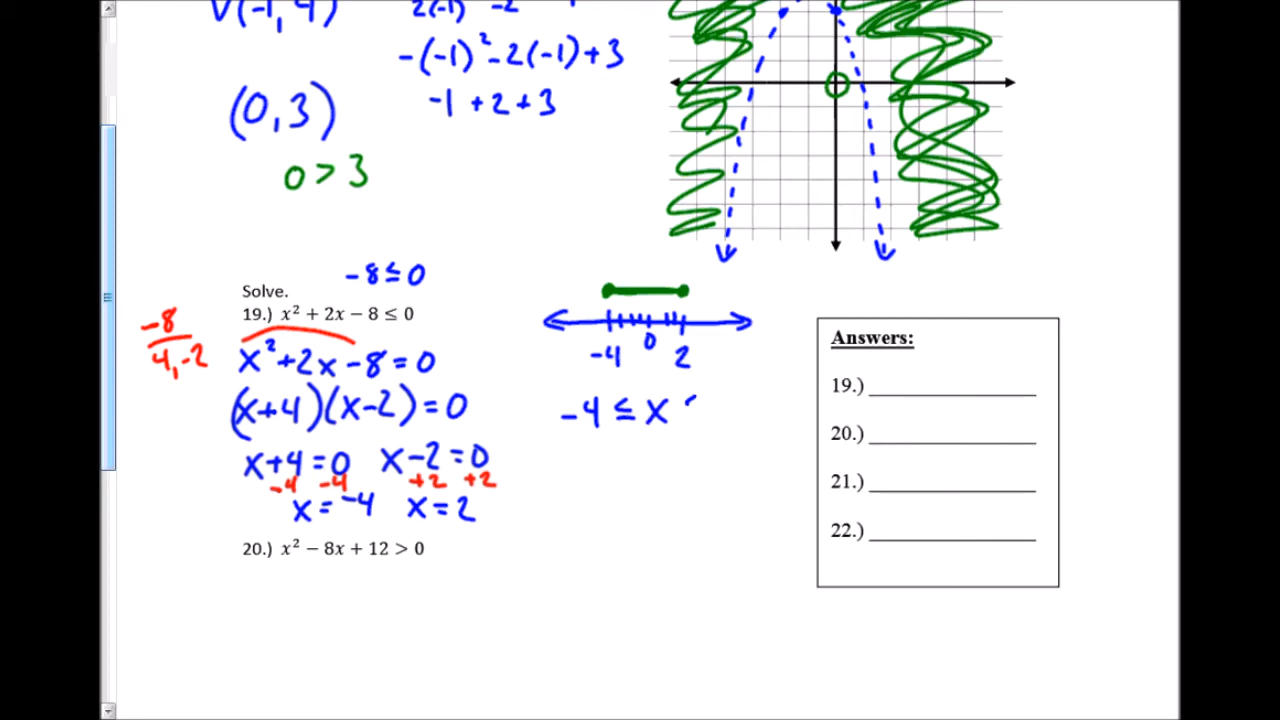 V(-1, 4)
2(-1) -2
-(-1)² -2(-1)+3
-1 +2+3
(0,3)
0 > 3
-8 ≤ 0
Solve.
19.) x² + 2x − 8 ≤ 0
-8
4,-2
x²+2x-8=0
(x+4)(x-2)=0
x+4=0 x-2=0
-4 -4 +2 +2
x=-4 x=2
-4 0 2
-4 ≤ x
20.) x² − 8x + 12 > 0
Answers:
19.)
20.)
21.)
22.)